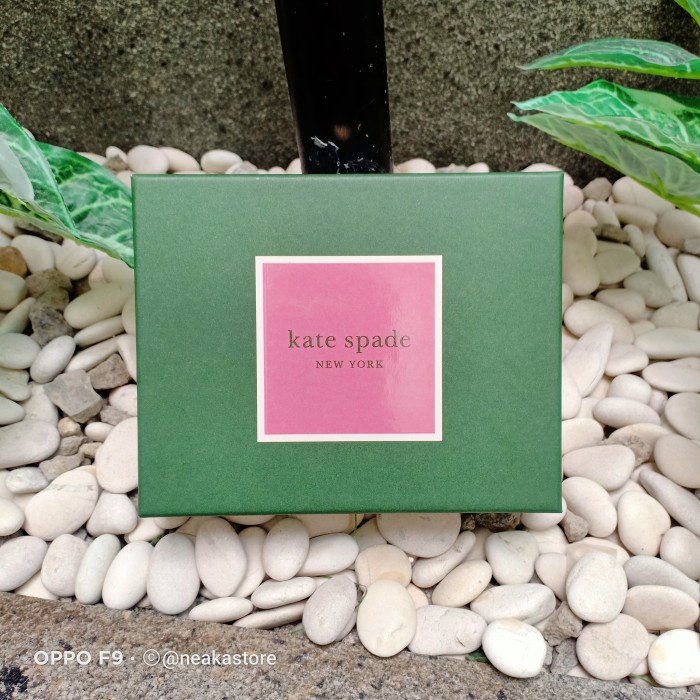 kate spade
NEW YORK
OPPO F9 · ©@neakastore